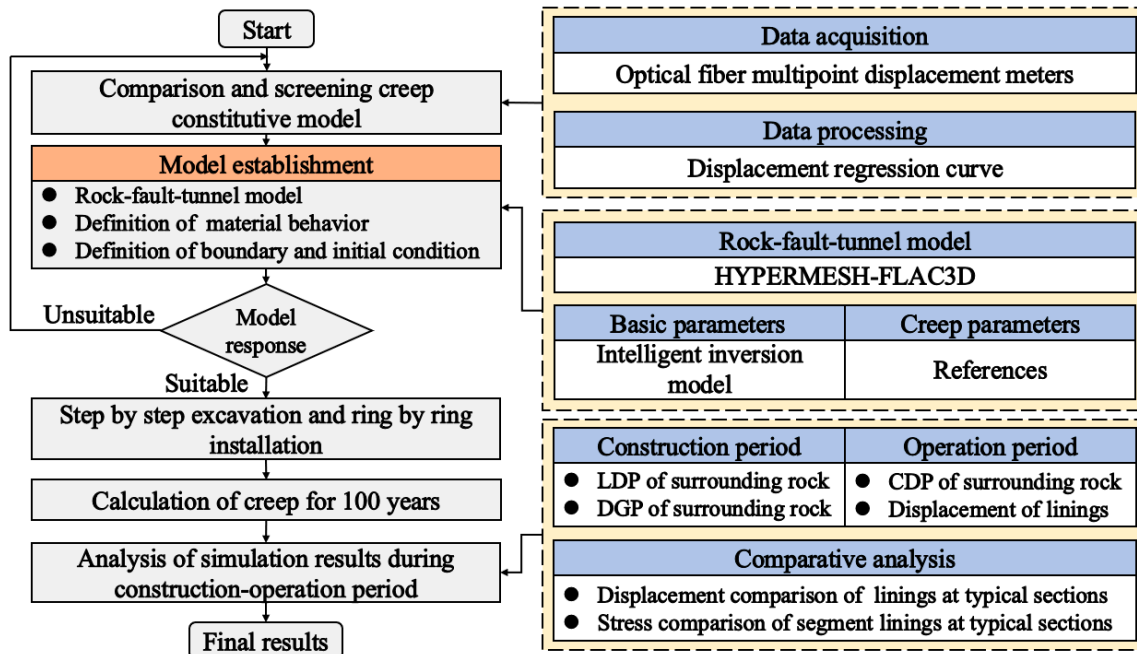 Start
Comparison and screening creep
constitutive model
Model establishment
● Rock-fault-tunnel model
● Definition of material behavior
● Definition of boundary and initial condition
Unsuitable
Model
response
Suitable
Step by step excavation and ring by ring
installation
Calculation of creep for 100 years
Analysis of simulation results during
construction-operation period
Final results
Data acquisition
Optical fiber multipoint displacement meters
Data processing
Displacement regression curve
Rock-fault-tunnel model
HYPERMESH-FLAC3D
Basic parameters
Intelligent inversion
model
Creep parameters
References
Construction period
● LDP of surrounding rock
● DGP of surrounding rock
Operation period
● CDP of surrounding rock
● Displacement of linings
Comparative analysis
● Displacement comparison of linings at typical sections
● Stress comparison of segment linings at typical sections